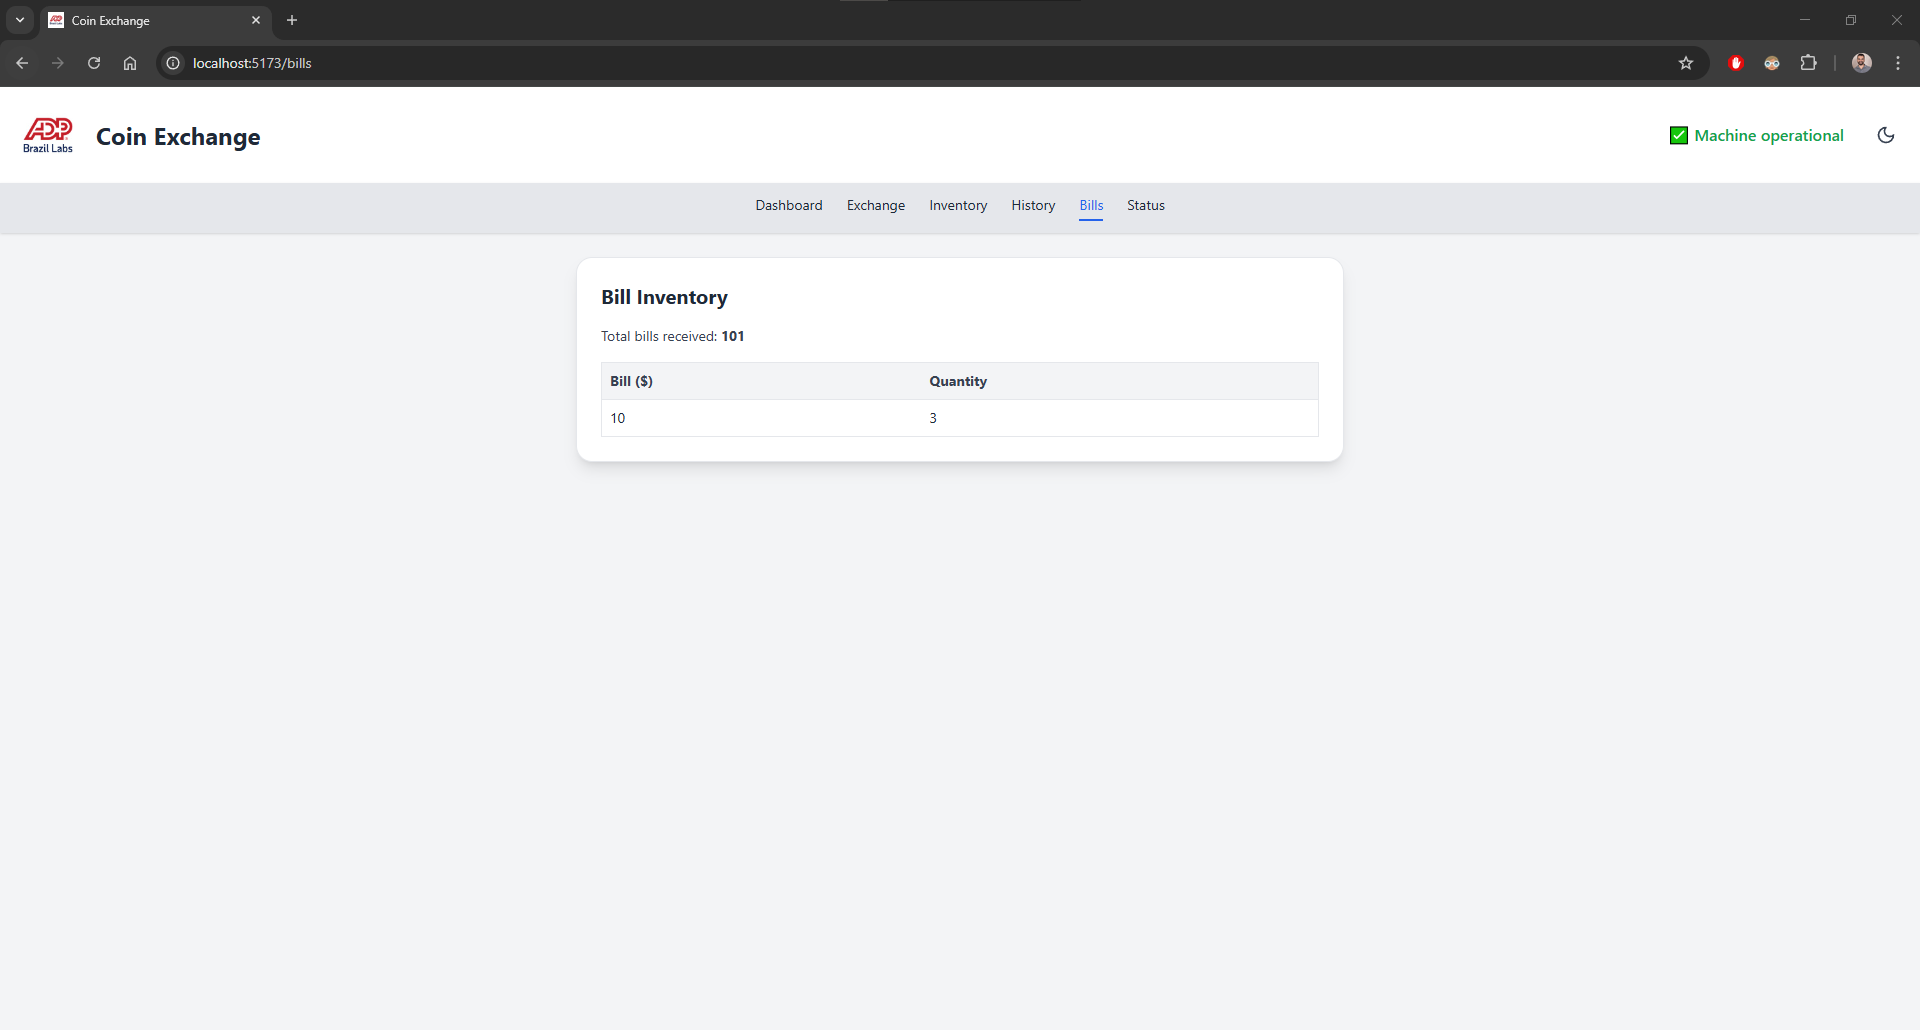 Coin Exchange
localhost:5173/bills
ADP
Brazil Labs
Coin Exchange
Machine operational
Dashboard Exchange Inventory History Bills Status
Bill Inventory
Total bills received: 101
Bill ($) Quantity
10 3